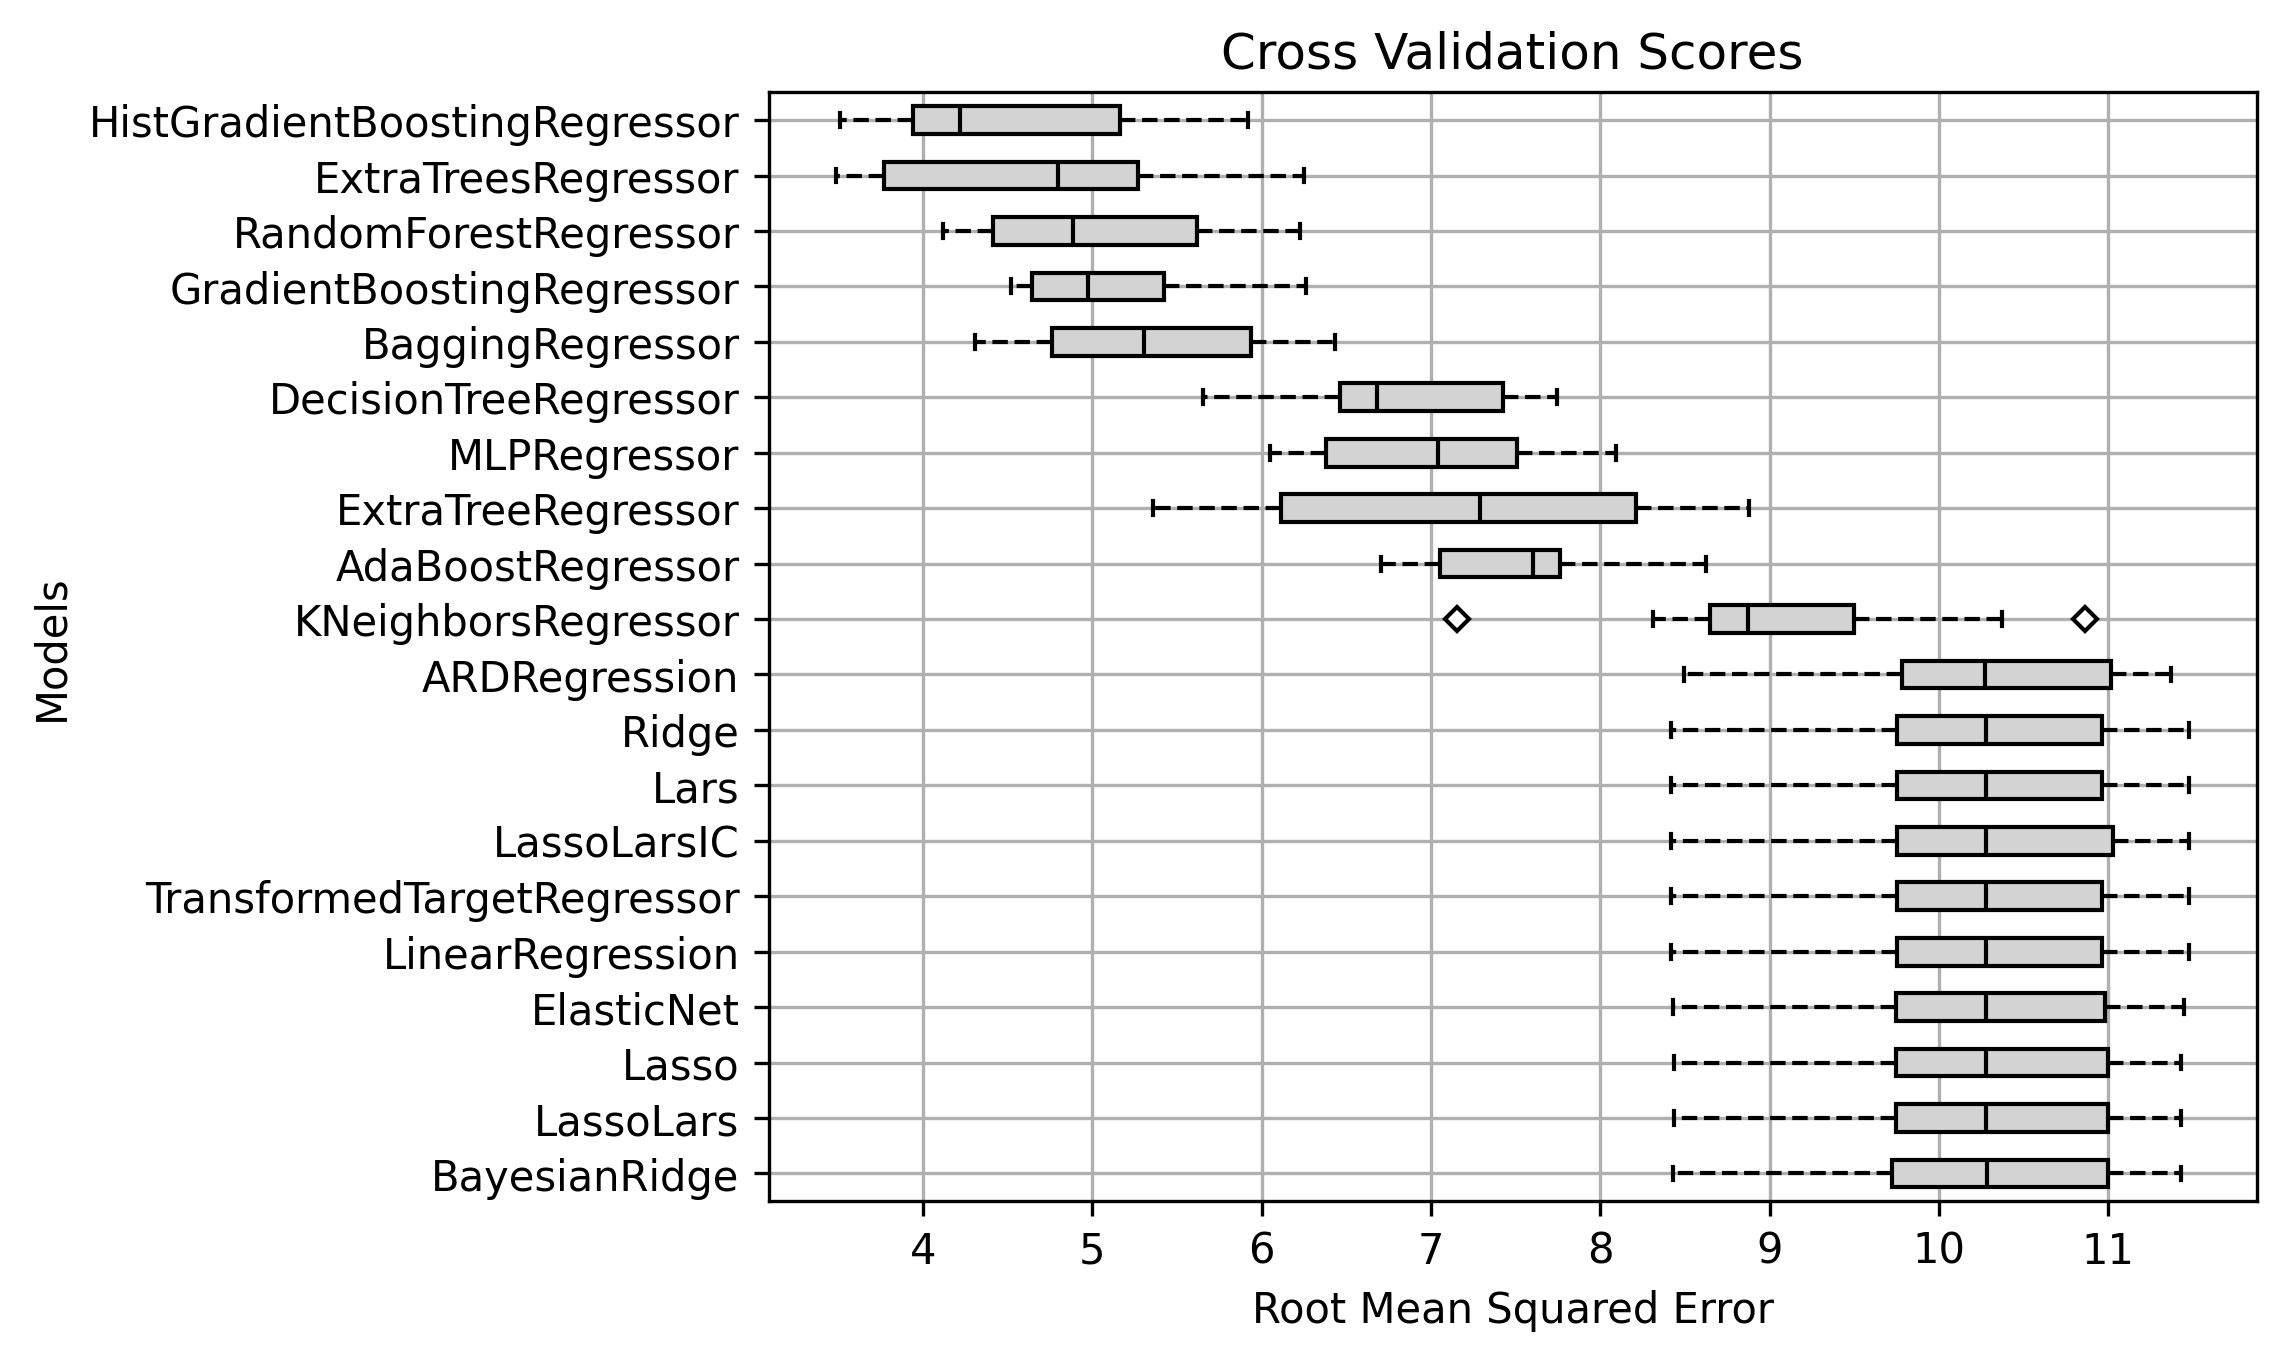 Cross Validation Scores
HistGradientBoostingRegressor
ExtraTreesRegressor
RandomForestRegressor
GradientBoostingRegressor
BaggingRegressor
DecisionTreeRegressor
MLPRegressor
ExtraTreeRegressor
AdaBoostRegressor
KNeighborsRegressor
ARDRegression
Ridge
Lars
LassoLarsIC
TransformedTargetRegressor
LinearRegression
ElasticNet
Lasso
LassoLars
BayesianRidge
Models
4 5 6 7 8 9 10 11
Root Mean Squared Error